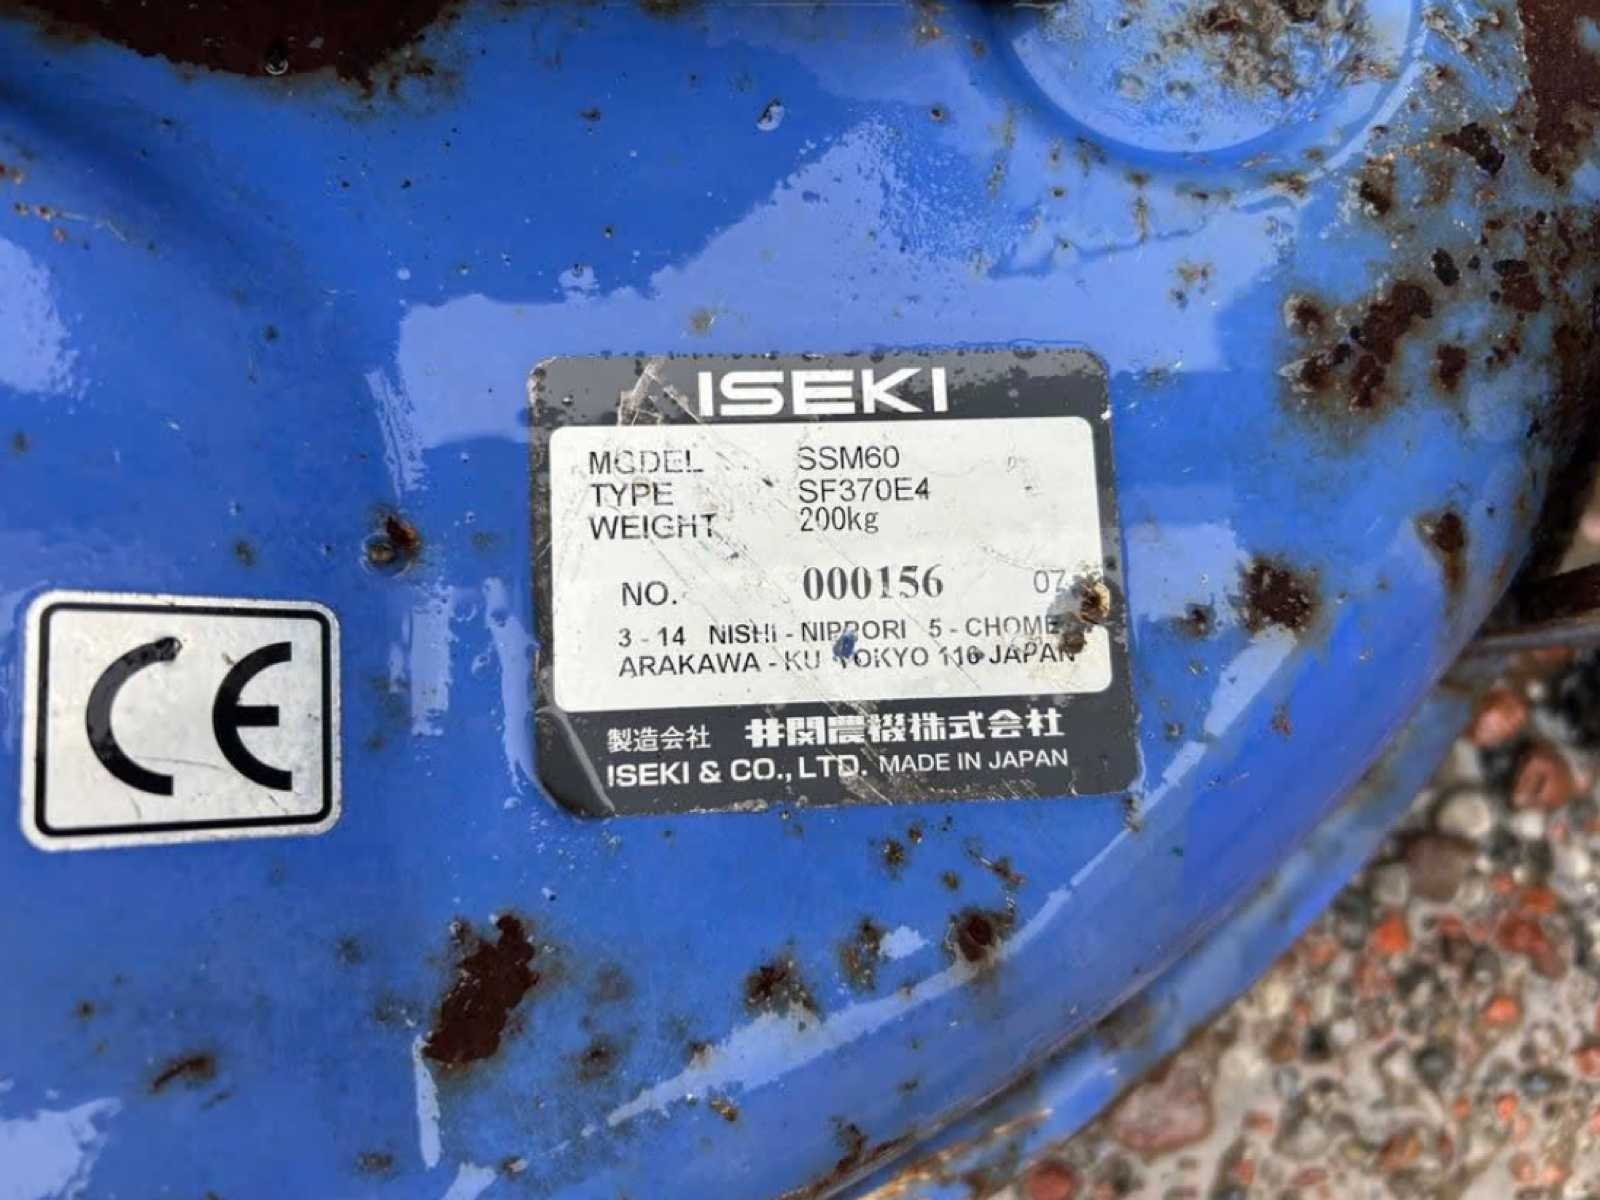 ISEKI
MODEL SSM60
TYPE SF370E4
WEIGHT 200kg
NO. 000156 07
3-14 NISHI-NIPPORI 5-CHOME
ARAKAWA-KU TOKYO 116 JAPAN
製造会社 井関農機株式会社
ISEKI & CO., LTD. MADE IN JAPAN
CE